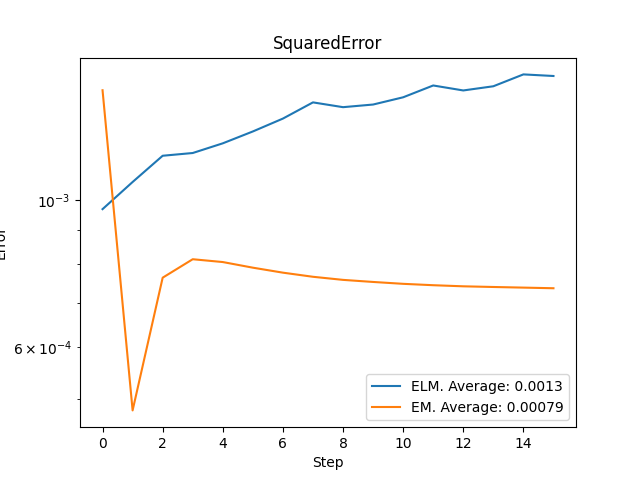 SquaredError
10⁻³
6 × 10⁻⁴
Error
0 2 4 6 8 10 12 14
Step
ELM. Average: 0.0013
EM. Average: 0.00079